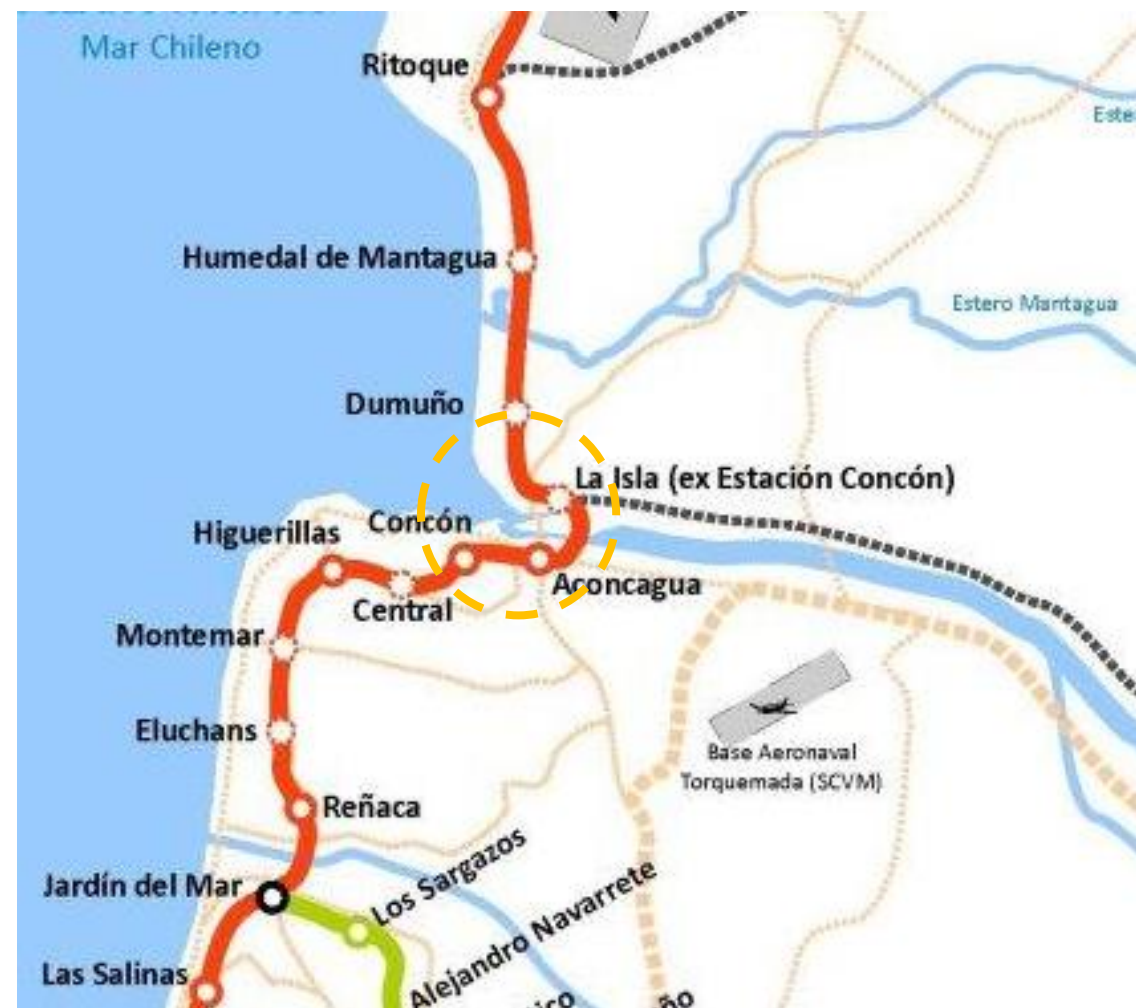 Mar Chileno
Ritoque
Humedal de Mantagua
Estero Mantagua
Dumuño
La Isla (ex Estación Concón)
Concón
Higuerillas
Aconcagua
Central
Montemar
Eluchans
Base Aeronaval
Torquemada (SCVM)
Reñaca
Los Sargazos
Jardín del Mar
Alejandro Navarrete
Las Salinas